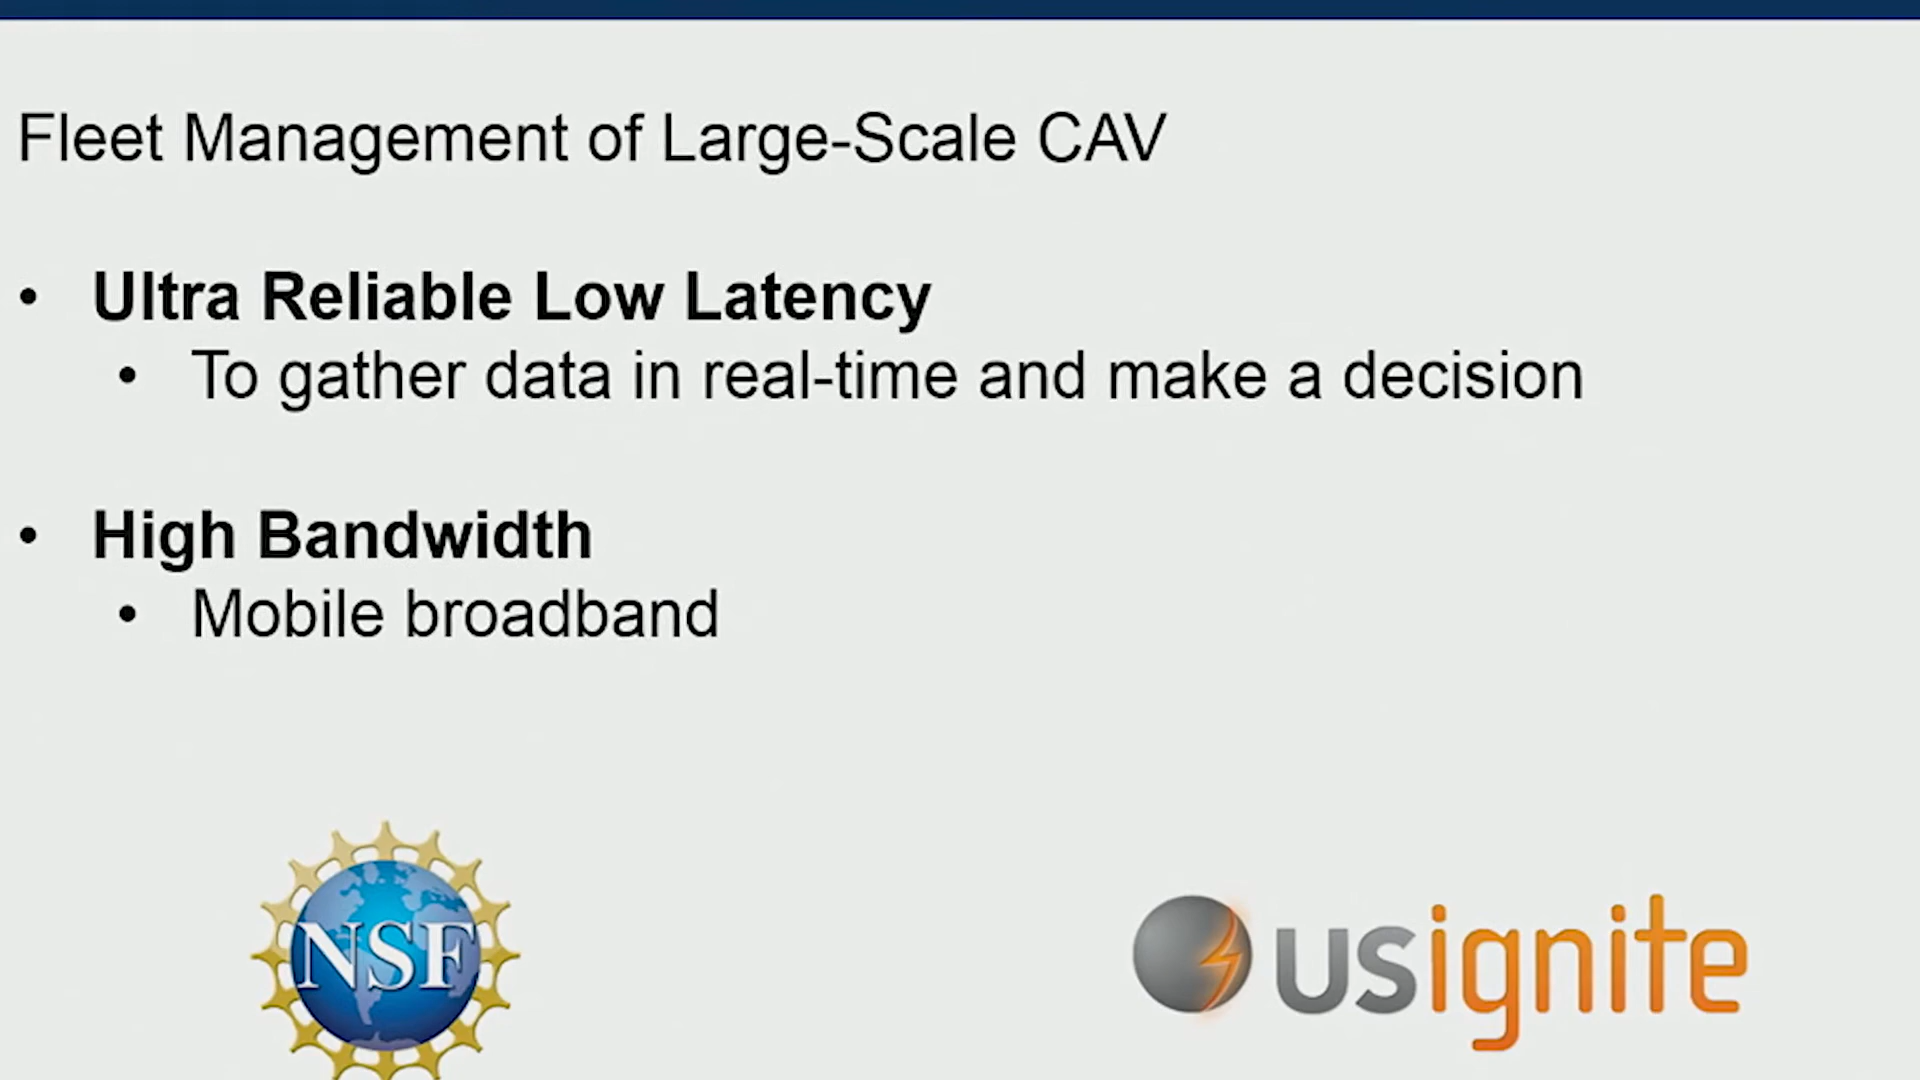 Fleet Management of Large-Scale CAV
• Ultra Reliable Low Latency
• To gather data in real-time and make a decision
• High Bandwidth
• Mobile broadband
NSF
usignite